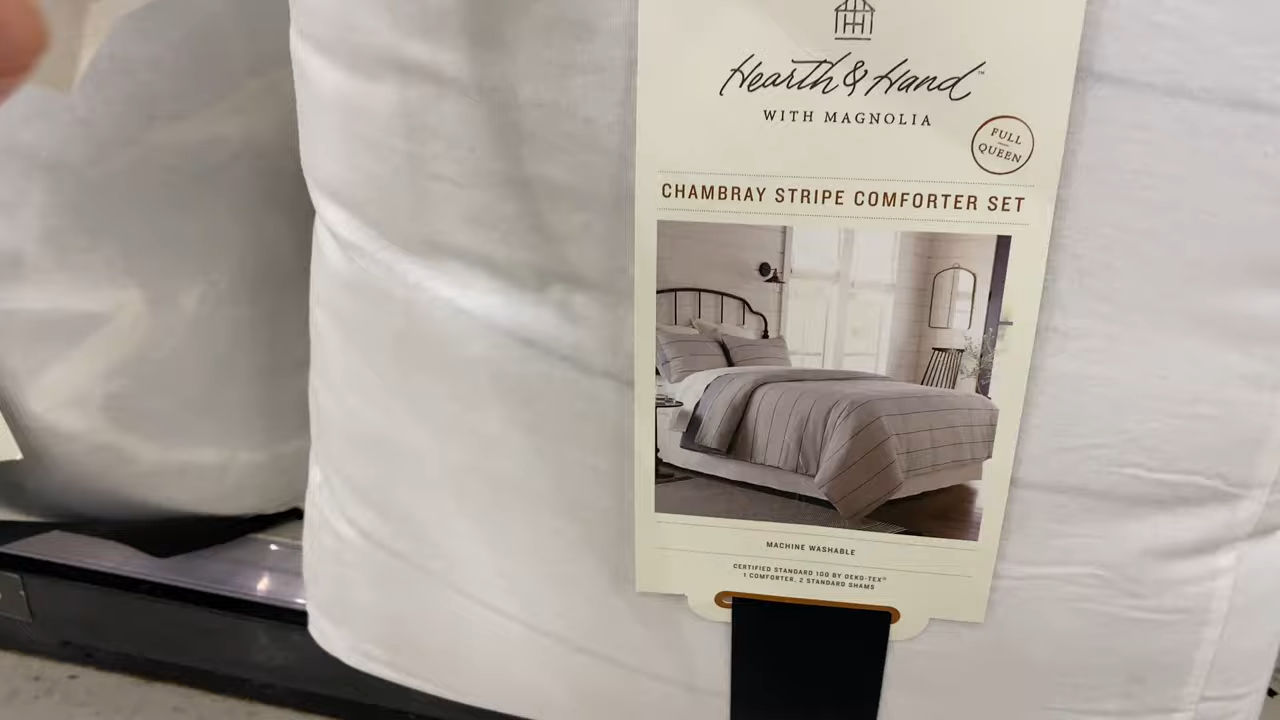 Hearth & Hand™
WITH MAGNOLIA
FULL
QUEEN
CHAMBRAY STRIPE COMFORTER SET
MACHINE WASHABLE
CERTIFIED STANDARD 100 BY OEKO-TEX®
1 COMFORTER, 2 STANDARD SHAMS